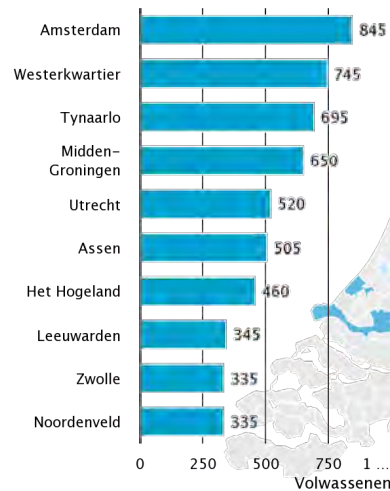 Amsterdam 845
Westerkwartier 745
Tynaarlo 695
Midden-
Groningen 650
Utrecht 520
Assen 505
Het Hogeland 460
Leeuwarden 345
Zwolle 335
Noordenveld 335
0 250 500 750 1 ...
Volwassenen